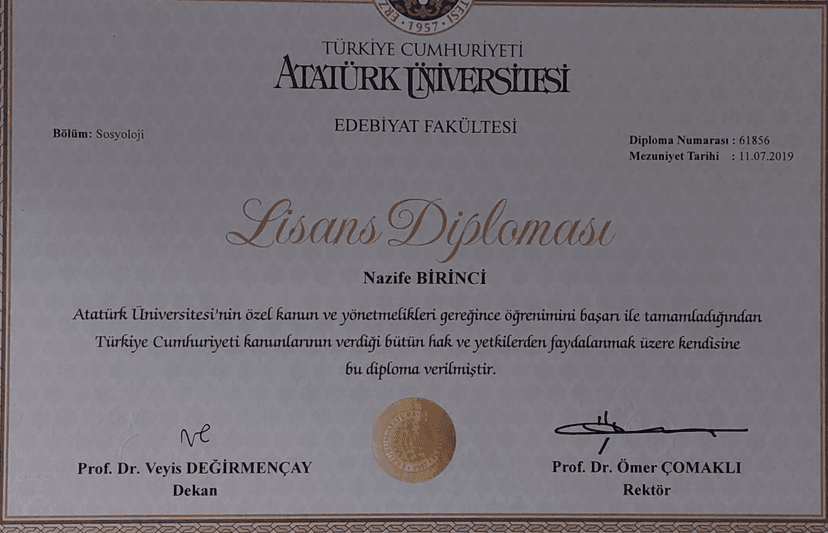 1957
TÜRKİYE CUMHURİYETİ
ATATÜRK ÜNİVERSİTESİ
EDEBİYAT FAKÜLTESİ
Bölüm: Sosyoloji
Diploma Numarası : 61856
Mezuniyet Tarihi : 11.07.2019
Lisans Diploması
Nazife BİRİNCİ
Atatürk Üniversitesi'nin özel kanun ve yönetmelikleri gereğince öğrenimini başarı ile tamamladığından
Türkiye Cumhuriyeti kanunlarının verdiği bütün hak ve yetkilerden faydalanmak üzere kendisine
bu diploma verilmiştir.
Prof. Dr. Veyis DEĞİRMENÇAY
Dekan
Prof. Dr. Ömer ÇOMAKLI
Rektör